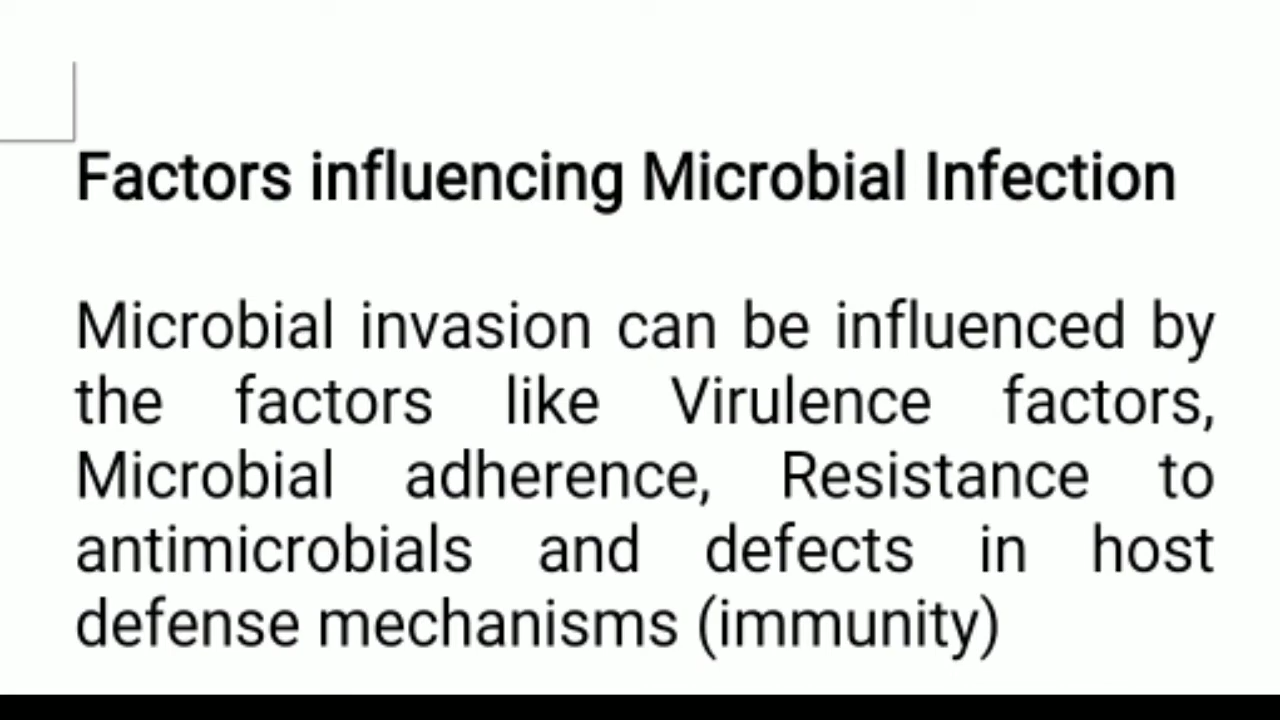 Factors influencing Microbial Infection
Microbial invasion can be influenced by
the factors like Virulence factors,
Microbial adherence, Resistance to
antimicrobials and defects in host
defense mechanisms (immunity)